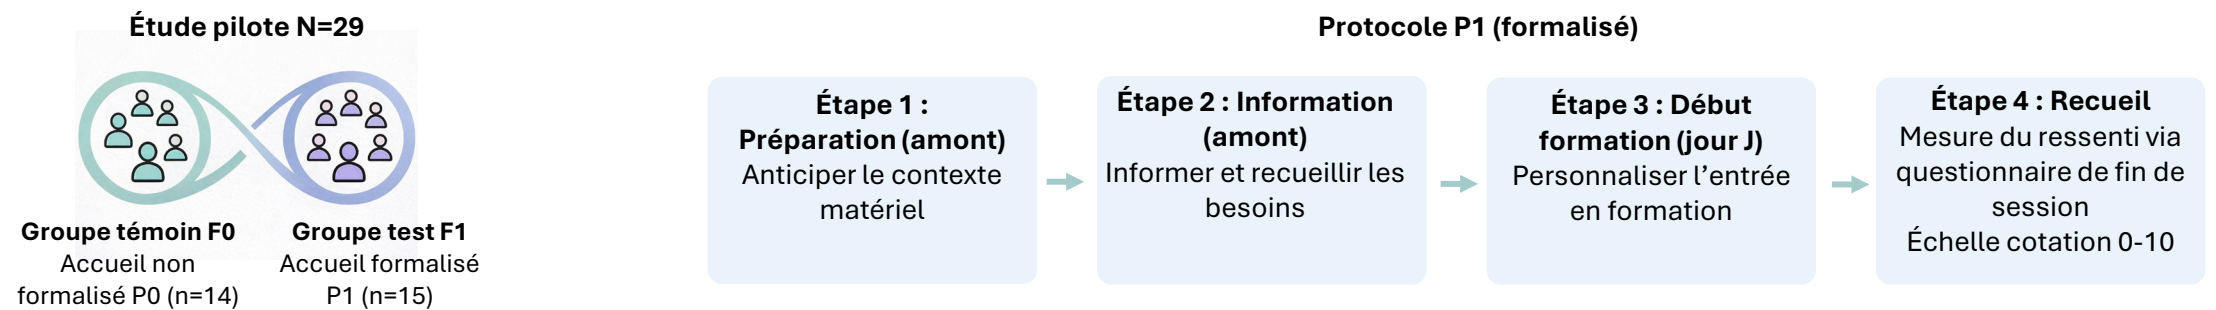 Étude pilote N=29
Groupe témoin F0
Accueil non
formalisé P0 (n=14)
Groupe test F1
Accueil formalisé
P1 (n=15)
Protocole P1 (formalisé)
Étape 1 :
Préparation (amont)
Anticiper le contexte
matériel
Étape 2 : Information
(amont)
Informer et recueillir les
besoins
Étape 3 : Début
formation (jour J)
Personnaliser l’entrée
en formation
Étape 4 : Recueil
Mesure du ressenti via
questionnaire de fin de
session
Échelle cotation 0-10